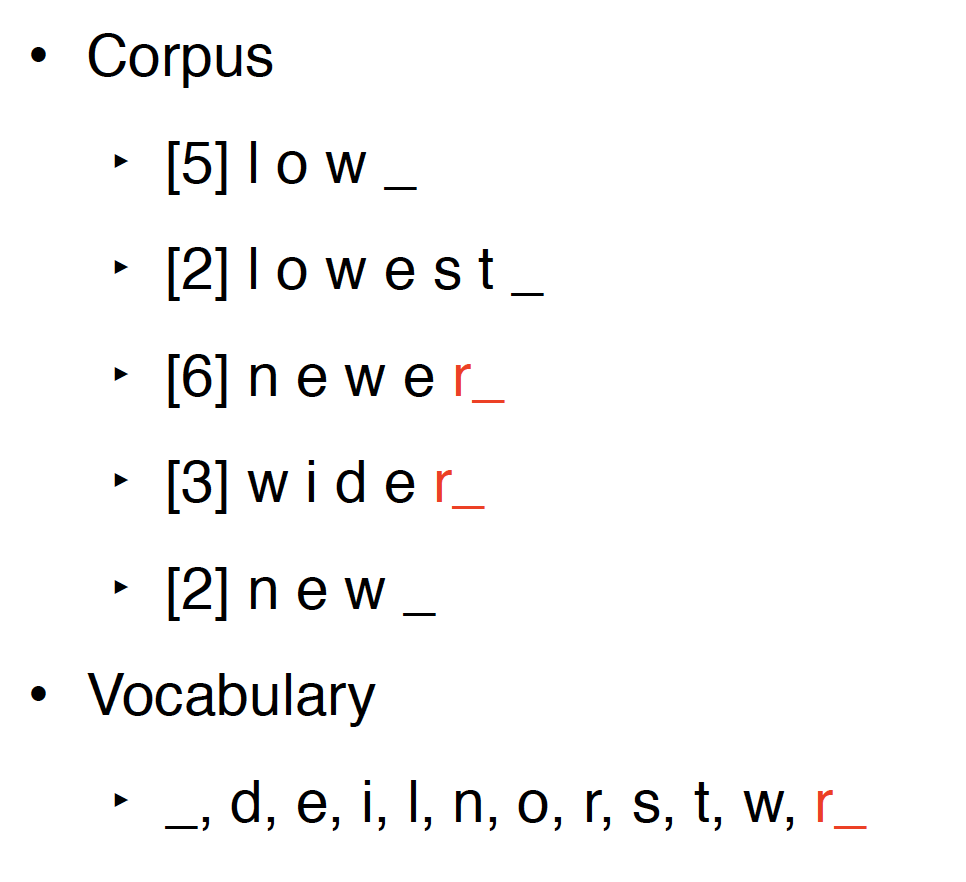 • Corpus
‣ [5] l o w _
‣ [2] l o w e s t _
‣ [6] n e w e r_
‣ [3] w i d e r_
‣ [2] n e w _
• Vocabulary
‣ _, d, e, i, l, n, o, r, s, t, w, r_